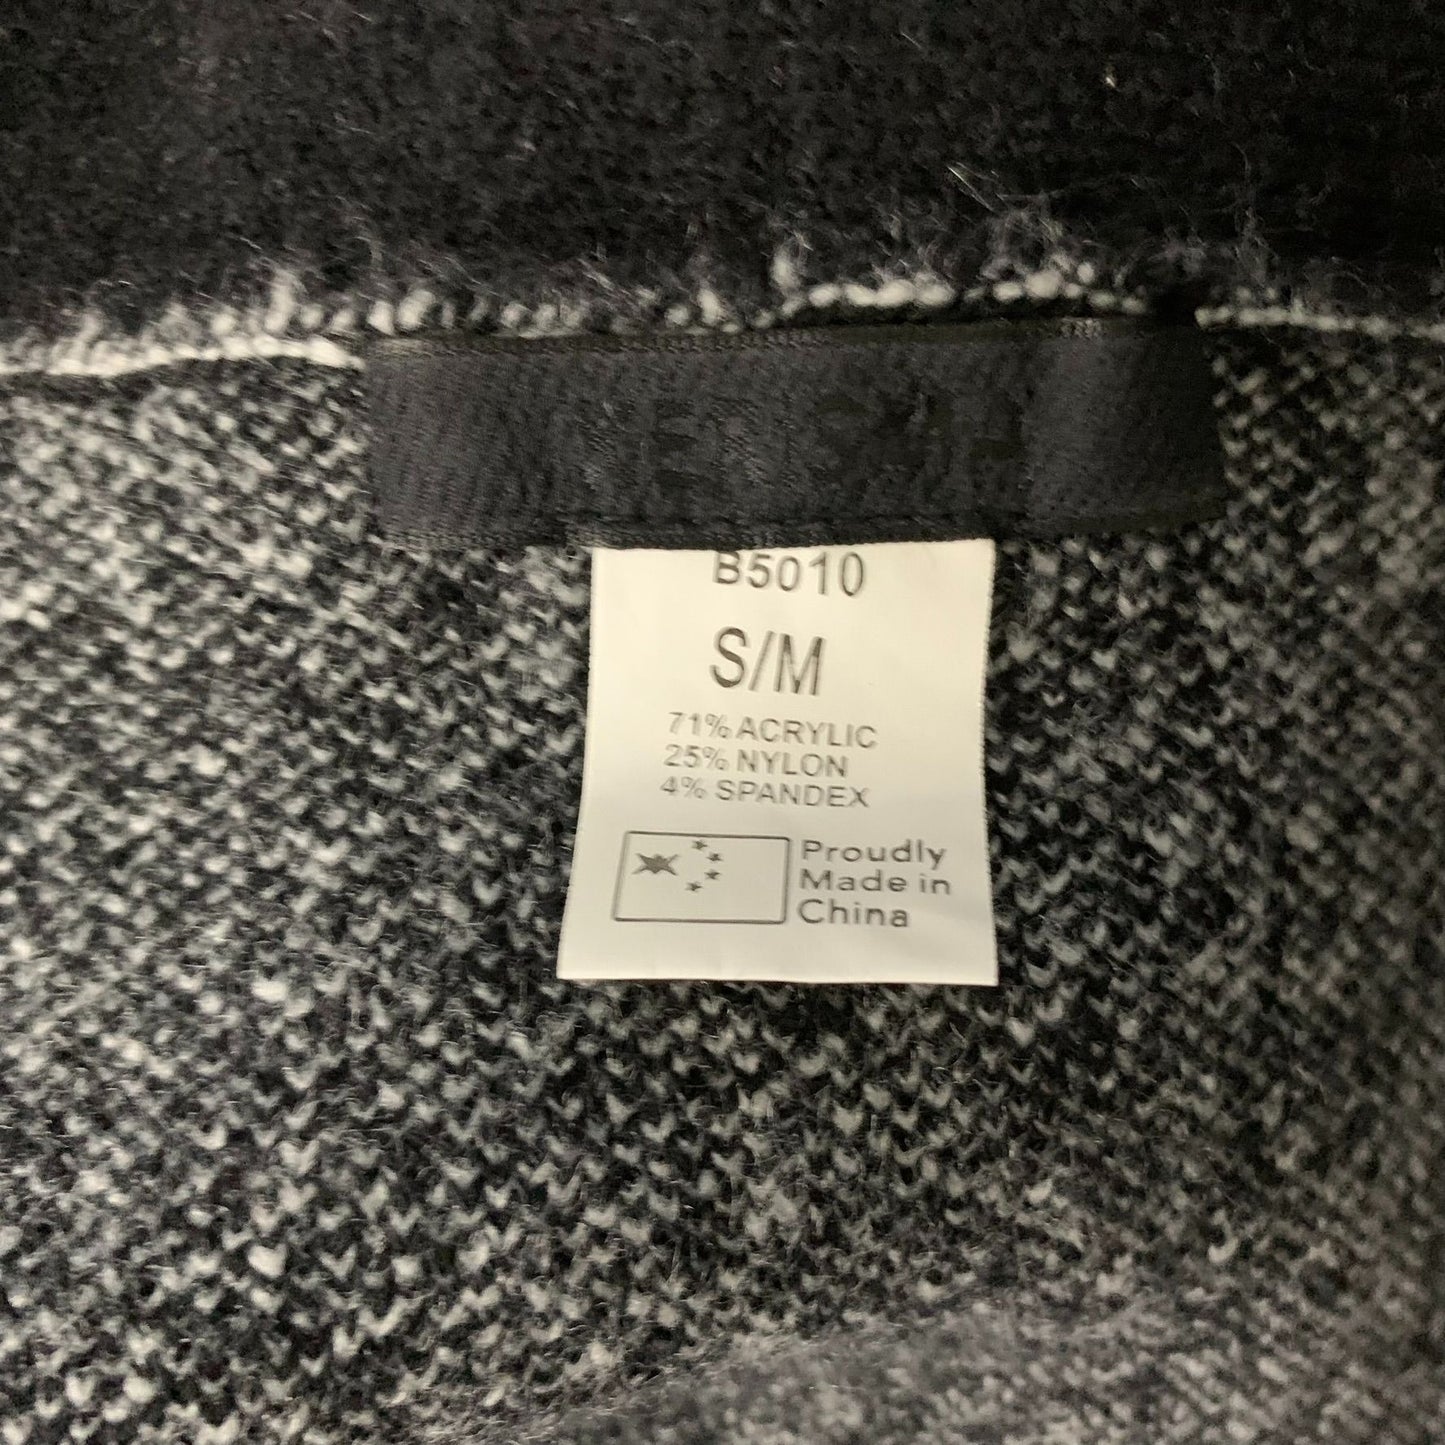 B5010
S/M
71% ACRYLIC
25% NYLON
4% SPANDEX
Proudly
Made in
China